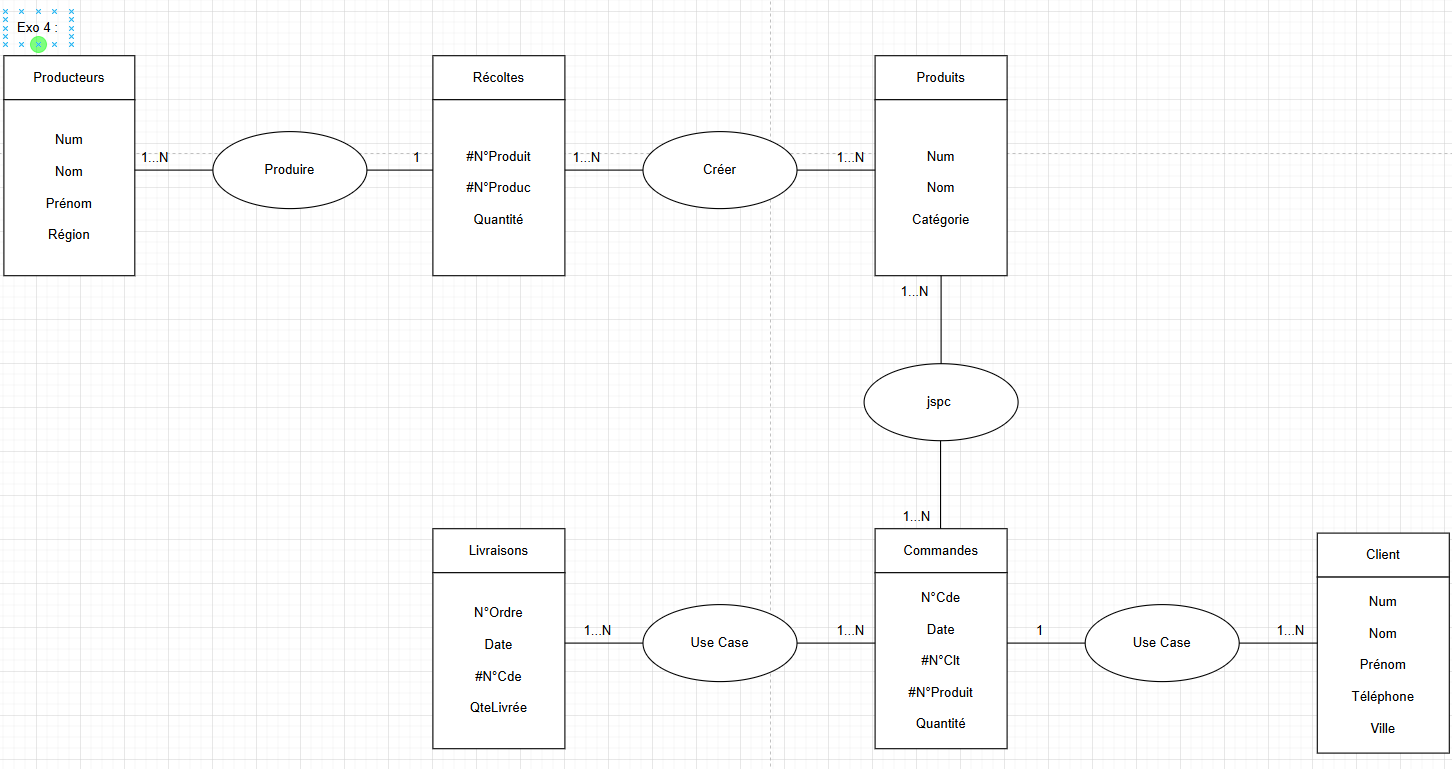 Exo 4 :
Producteurs
Num
Nom
Prénom
Région
1...N
Produire
1
Récoltes
#N°Produit
#N°Produc
Quantité
1...N
Créer
1...N
Produits
Num
Nom
Catégorie
1...N
jspc
1...N
Livraisons
N°Ordre
Date
#N°Cde
QteLivrée
1...N
Use Case
1...N
Commandes
N°Cde
Date
#N°Clt
#N°Produit
Quantité
1
Use Case
1...N
Client
Num
Nom
Prénom
Téléphone
Ville